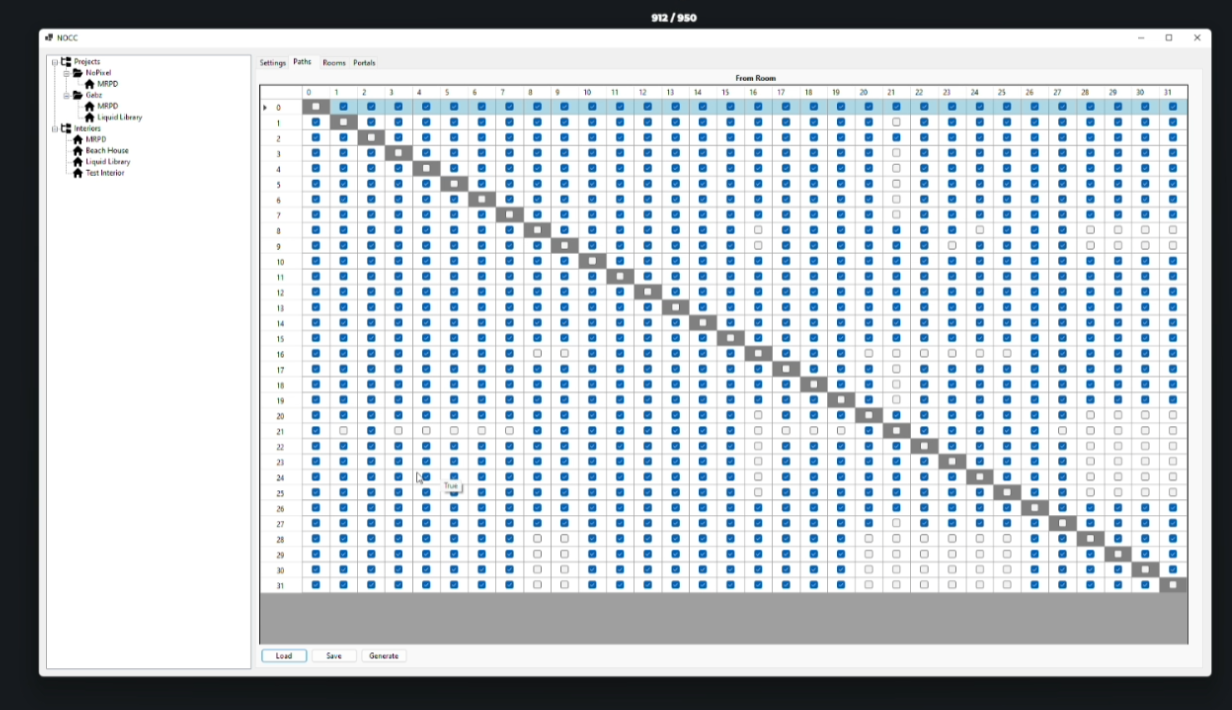 912 / 950
NOCC
Projects
NoPixel
MRPD
Gabz
MRPD
Liquid Library
Interiors
MRPD
Beach House
Liquid Library
Test Interior
Settings Paths Rooms Portals
From Room
0 1 2 3 4 5 6 7 8 9 10 11 12 13 14 15 16 17 18 19 20 21 22 23 24 25 26 27 28 29 30 31
0
1
2
3
4
5
6
7
8
9
10
11
12
13
14
15
16
17
18
19
20
21
22
23
24
True
25
26
27
28
29
30
31
Load Save Generate